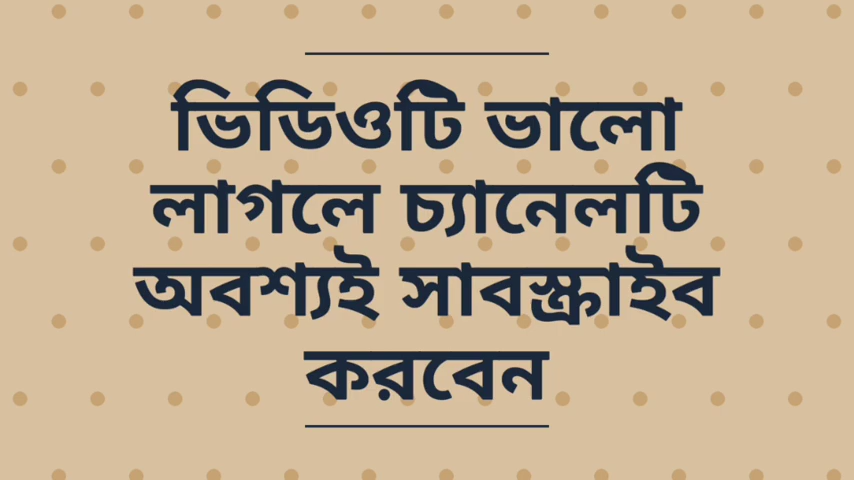 ভিডিওটি ভালো
লাগলে চ্যানেলটি
অবশ্যই সাবস্ক্রাইব
করবেন